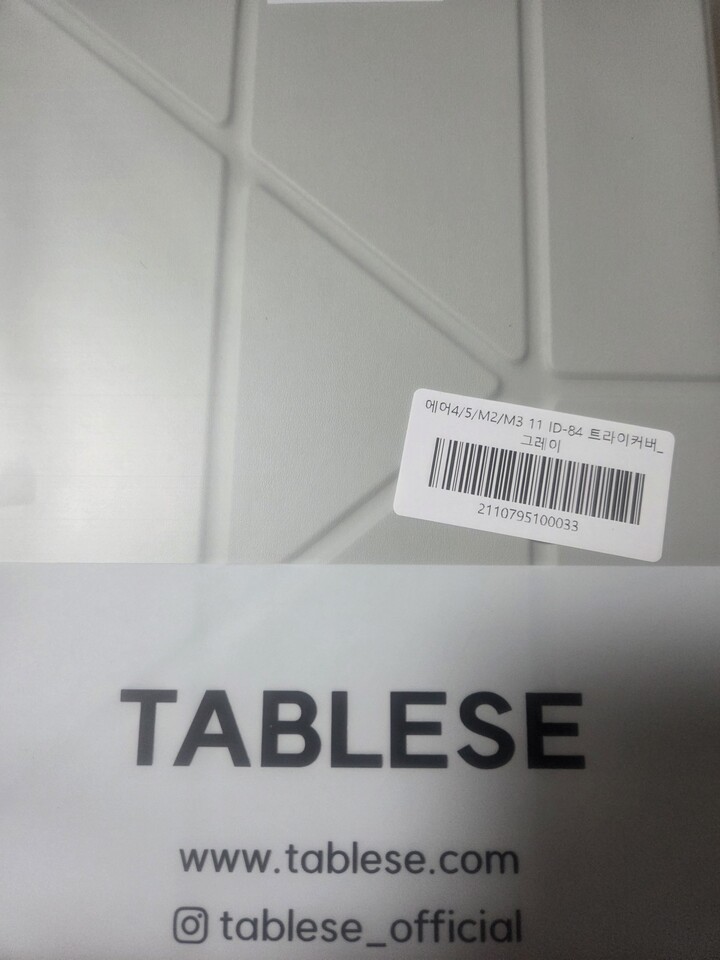 에어4/5/M2/M3 11 ID-84 트라이커버_
그레이
2110795100033
TABLESE
www.tablese.com
tablese_official